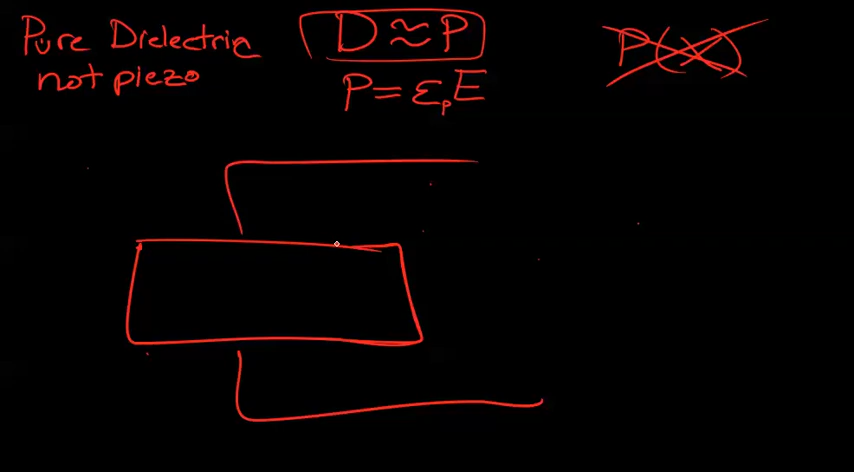 Pure Dielectric
not piezo
D ≈ P
P = ε_p E
P(x)